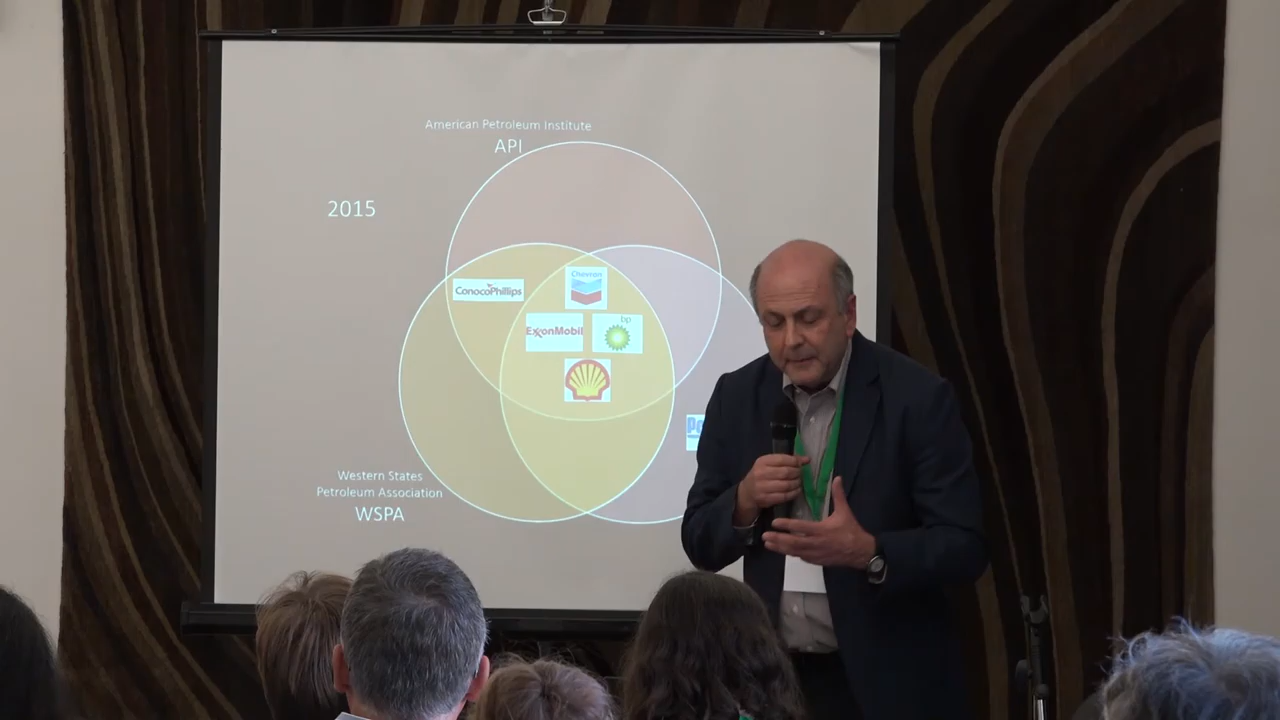 American Petroleum Institute
API
2015
Chevron
ConocoPhillips
bp
ExxonMobil
Western States
Petroleum Association
WSPA